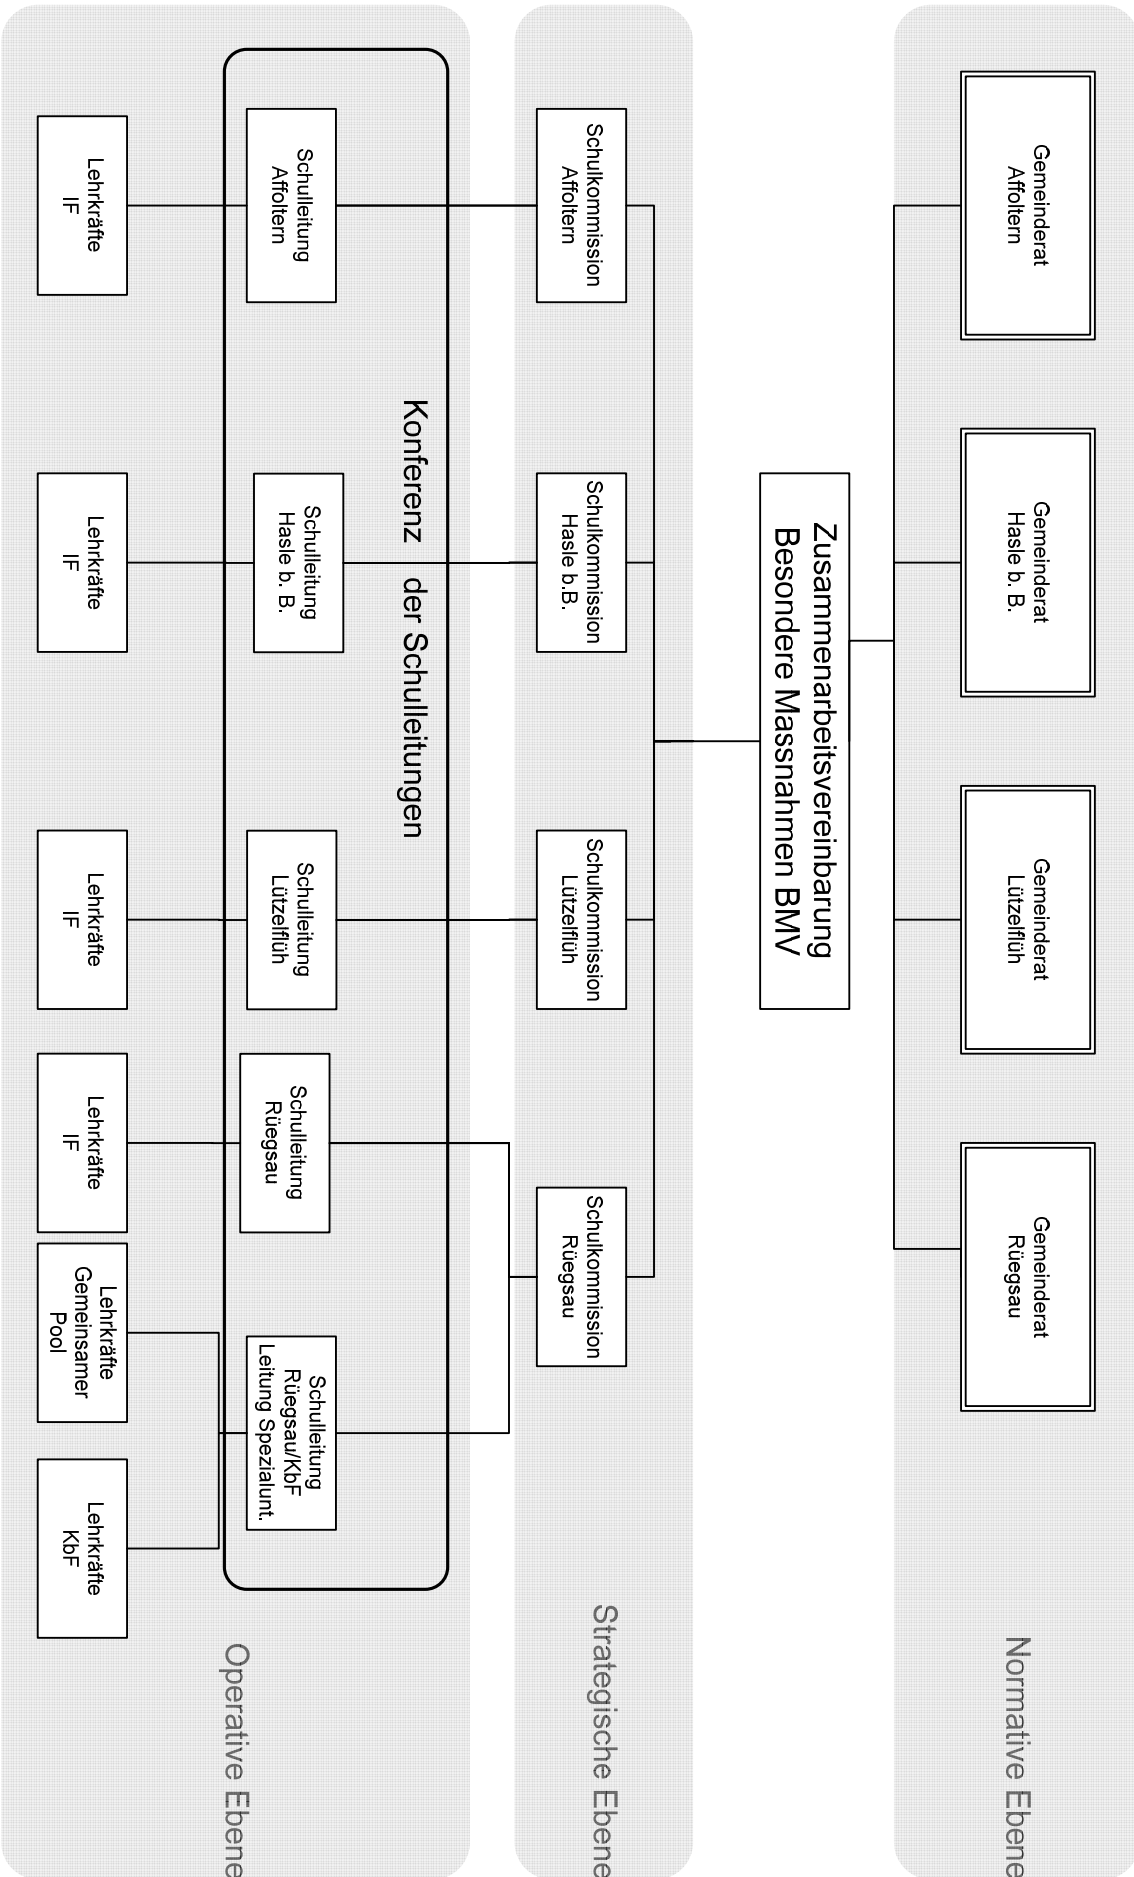 Gemeinderat
Affoltern
Gemeinderat
Hasle b. B.
Gemeinderat
Lützelflüh
Gemeinderat
Rüegsau
Normative Ebene
Zusammenarbeitsvereinbarung
Besondere Massnahmen BMV
Schulkommission
Affoltern
Schulkommission
Hasle b.B.
Schulkommission
Lützelflüh
Schulkommission
Rüegsau
Strategische Ebene
Konferenz der Schulleitungen
Schulleitung
Affoltern
Schulleitung
Hasle b. B.
Schulleitung
Lützelflüh
Schulleitung
Rüegsau
Schulleitung
Rüegsau/KbF
Leitung Spezialunt.
Operative Ebene
Lehrkräfte
IF
Lehrkräfte
IF
Lehrkräfte
IF
Lehrkräfte
IF
Lehrkräfte
Gemeinsamer
Pool
Lehrkräfte
KbF